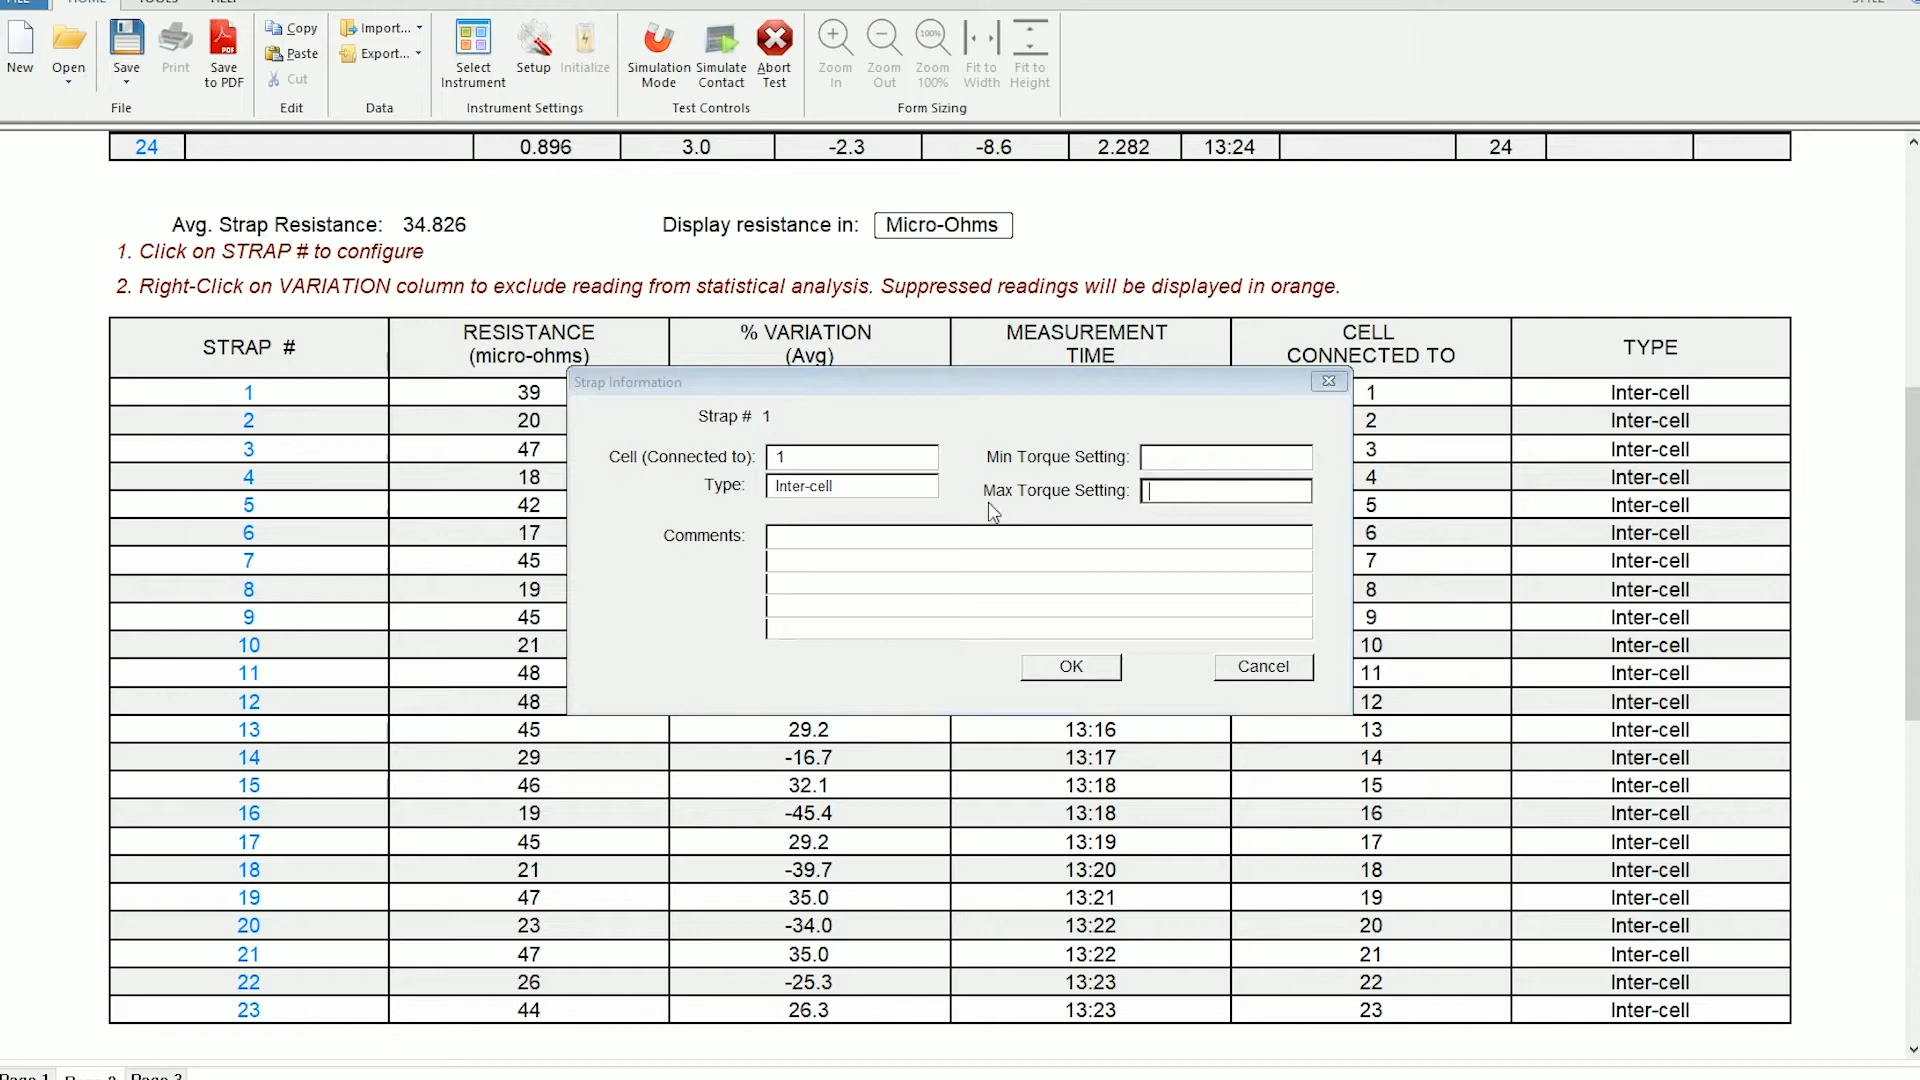 FILE HOME TOOLS HELP STYLE
New Open Save Print Save to PDF
Copy
Paste
Cut
Import...
Export...
Select Instrument Setup Initialize
Simulation Mode Simulate Contact Abort Test
Zoom In Zoom Out Zoom 100% Fit to Width Fit to Height
File Edit Data Instrument Settings Test Controls Form Sizing
24 0.896 3.0 -2.3 -8.6 2.282 13:24 24
Avg. Strap Resistance: 34.826 Display resistance in: Micro-Ohms
1. Click on STRAP # to configure
2. Right-Click on VARIATION column to exclude reading from statistical analysis. Suppressed readings will be displayed in orange.
STRAP # RESISTANCE (micro-ohms) % VARIATION (Avg) MEASUREMENT TIME CELL CONNECTED TO TYPE
1 39 1 Inter-cell
2 20 2 Inter-cell
3 47 3 Inter-cell
4 18 4 Inter-cell
5 42 5 Inter-cell
6 17 6 Inter-cell
7 45 7 Inter-cell
8 19 8 Inter-cell
9 45 9 Inter-cell
10 21 10 Inter-cell
11 48 11 Inter-cell
12 48 12 Inter-cell
13 45 29.2 13:16 13 Inter-cell
14 29 -16.7 13:17 14 Inter-cell
15 46 32.1 13:18 15 Inter-cell
16 19 -45.4 13:18 16 Inter-cell
17 45 29.2 13:19 17 Inter-cell
18 21 -39.7 13:20 18 Inter-cell
19 47 35.0 13:21 19 Inter-cell
20 23 -34.0 13:22 20 Inter-cell
21 47 35.0 13:22 21 Inter-cell
22 26 -25.3 13:23 22 Inter-cell
23 44 26.3 13:23 23 Inter-cell
Strap Information
Strap # 1
Cell (Connected to): 1 Min Torque Setting:
Type: Inter-cell Max Torque Setting:
Comments:
OK Cancel
Page 1 Page 2 Page 3